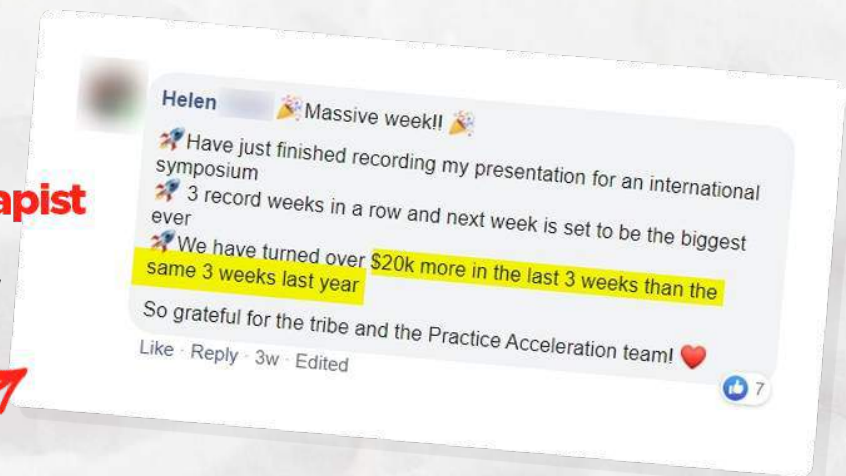 apist
Helen 🎉Massive week!! 🎉
🚀Have just finished recording my presentation for an international
symposium
🚀 3 record weeks in a row and next week is set to be the biggest
ever
🚀We have turned over $20k more in the last 3 weeks than the
same 3 weeks last year
So grateful for the tribe and the Practice Acceleration team! ❤️
Like · Reply · 3w · Edited
7